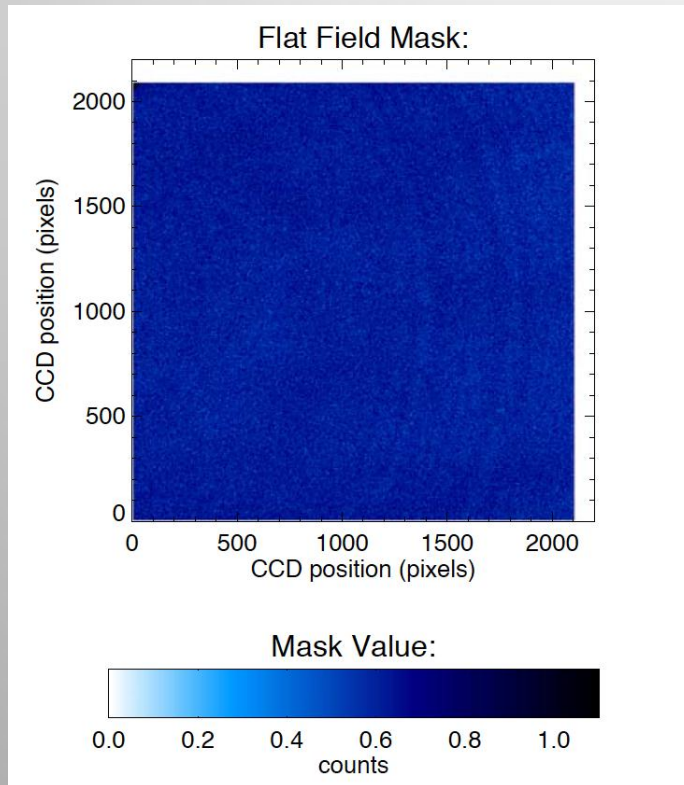 Flat Field Mask:
2000
1500
1000
500
0
CCD position (pixels)
0 500 1000 1500 2000
CCD position (pixels)
Mask Value:
0.0 0.2 0.4 0.6 0.8 1.0
counts